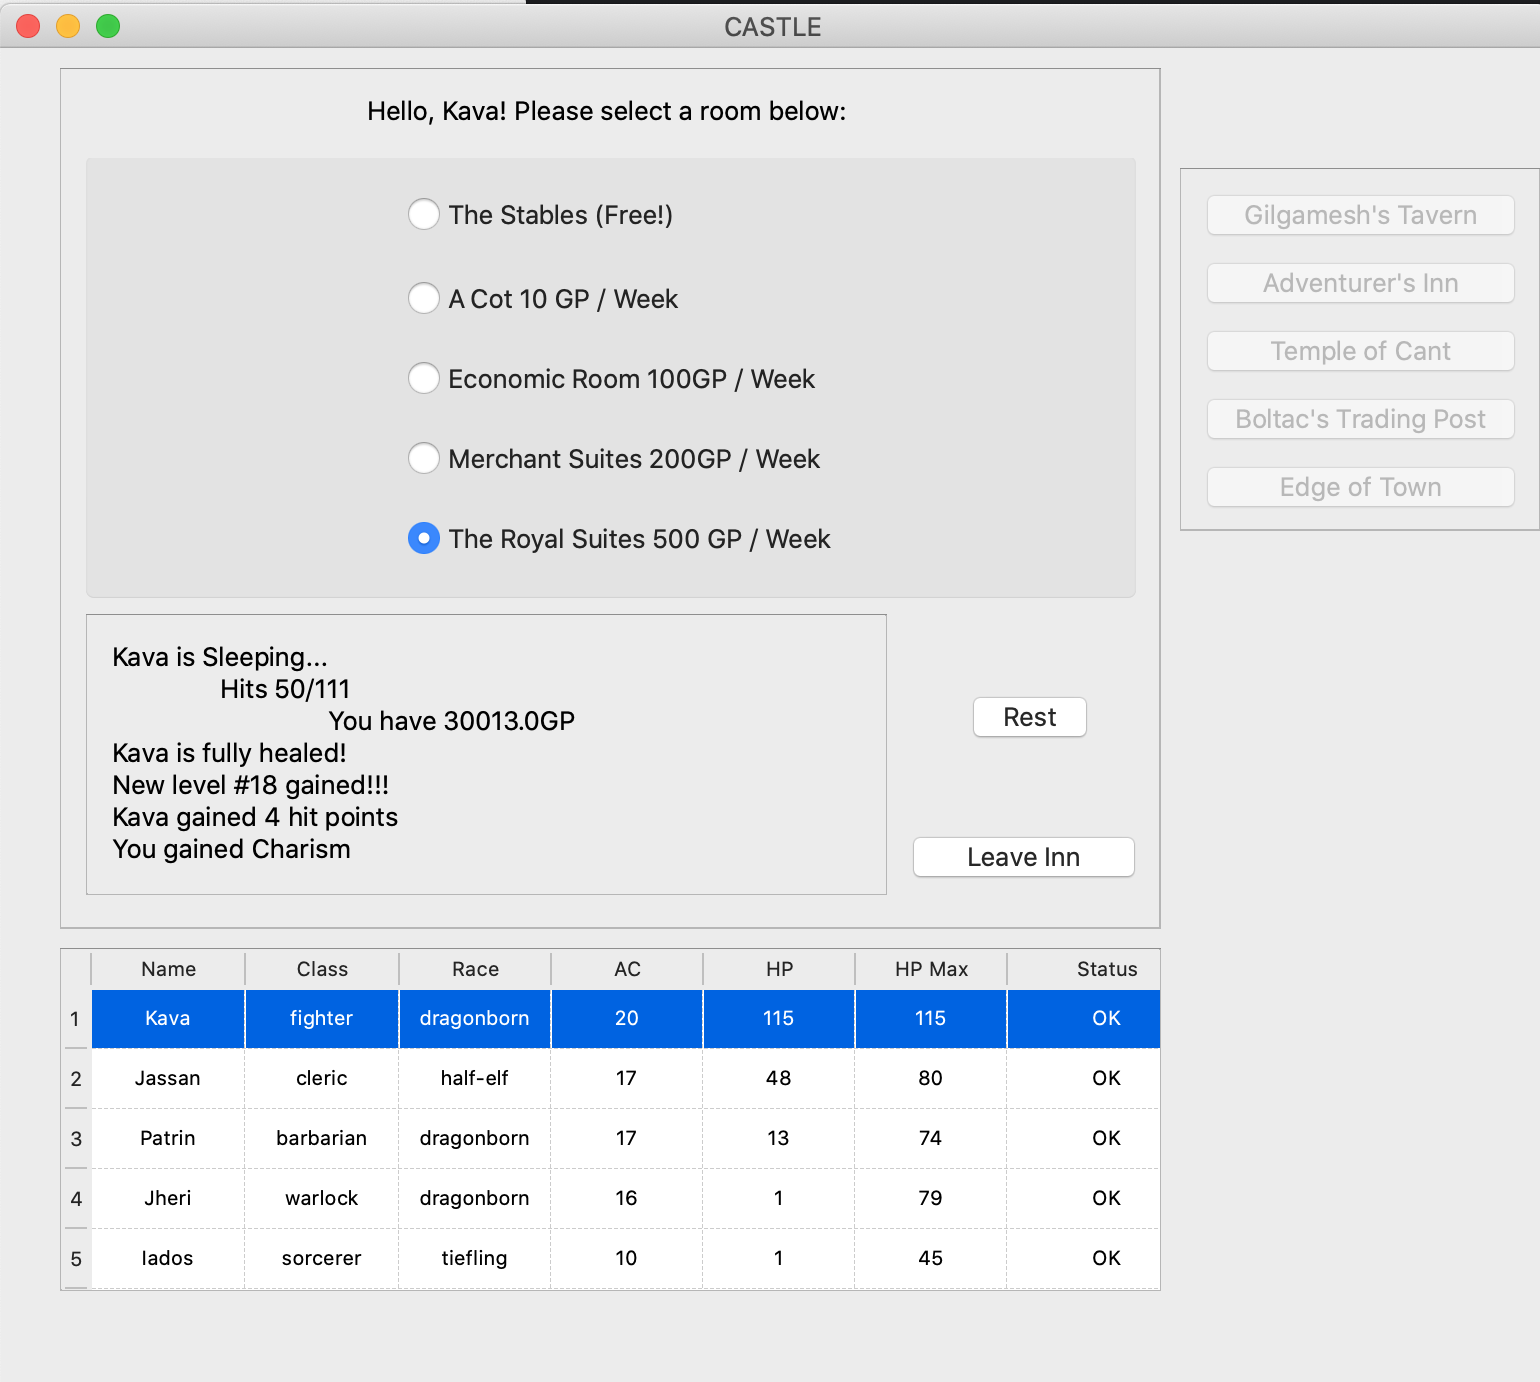 CASTLE
Hello, Kava! Please select a room below:
The Stables (Free!)
A Cot 10 GP / Week
Economic Room 100GP / Week
Merchant Suites 200GP / Week
The Royal Suites 500 GP / Week
Gilgamesh's Tavern
Adventurer's Inn
Temple of Cant
Boltac's Trading Post
Edge of Town
Kava is Sleeping...
Hits 50/111
You have 30013.0GP
Kava is fully healed!
New level #18 gained!!!
Kava gained 4 hit points
You gained Charism
Rest
Leave Inn
Name Class Race AC HP HP Max Status
1 Kava fighter dragonborn 20 115 115 OK
2 Jassan cleric half-elf 17 48 80 OK
3 Patrin barbarian dragonborn 17 13 74 OK
4 Jheri warlock dragonborn 16 1 79 OK
5 Iados sorcerer tiefling 10 1 45 OK